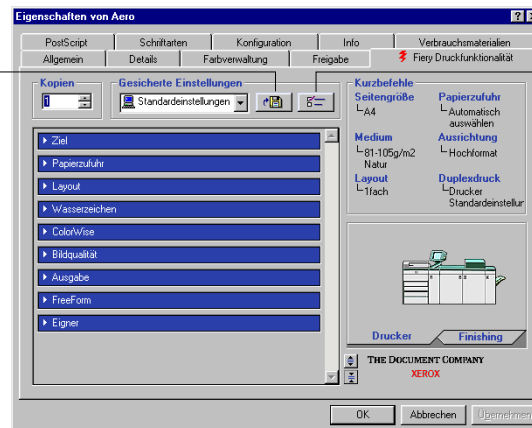 Eigenschaften von Aero
PostScript Schriftarten Konfiguration Info Verbrauchsmaterialien
Allgemein Details Farbverwaltung Freigabe Fiery Druckfunktionalität
Kopien
1
Gesicherte Einstellungen
Standardeinstellungen
Ziel
Papierzufuhr
Layout
Wasserzeichen
ColorWise
Bildqualität
Ausgabe
FreeForm
Eigner
Kurzbefehle
Seitengröße Papierzufuhr
A4 Automatisch
auswählen
Medium Ausrichtung
81-105g/m2 Hochformat
Natur
Layout Duplexdruck
1fach Drucker
Standardeinstellun
Drucker Finishing
THE DOCUMENT COMPANY
XEROX
OK Abbrechen Übernehmen